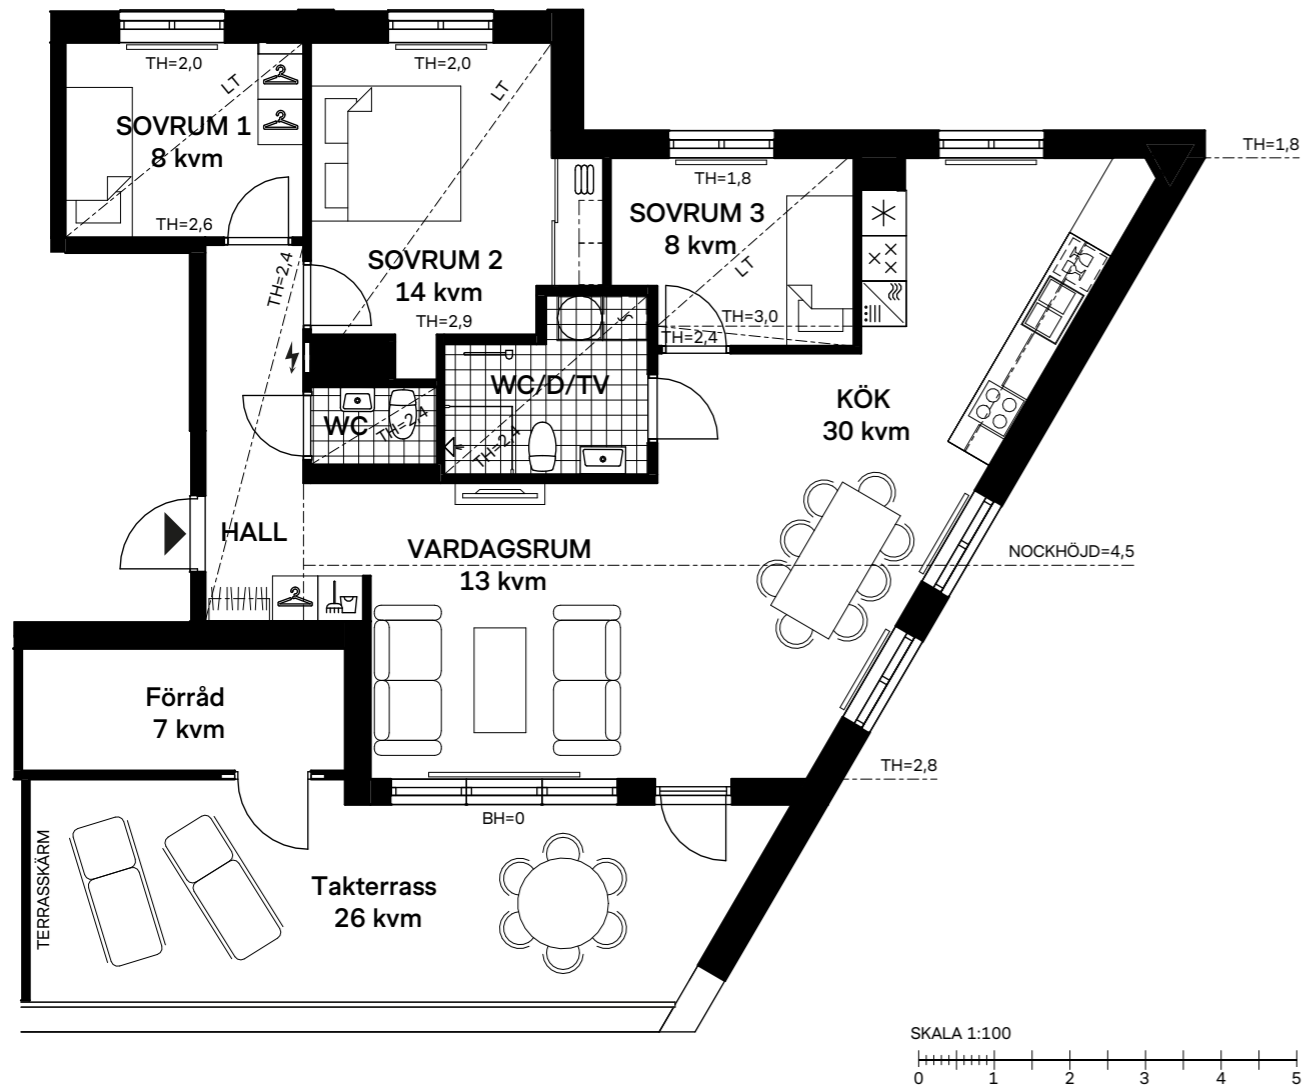 TH=2,0
TH=2,0
LT
LT
SOVRUM 1
8 kvm
TH=1,8
TH=1,8
SOVRUM 3
8 kvm
TH=2,6
TH=2,4
SOVRUM 2
14 kvm
LT
TH=2,9
TH=3,0
TH=2,4
WC/D/TV
TH=2,4
WC
TH=2,4
KÖK
30 kvm
HALL
VARDAGSRUM
13 kvm
NOCKHÖJD=4,5
Förråd
7 kvm
TH=2,8
BH=0
TERRASSKÄRM
Takterrass
26 kvm
SKALA 1:100
0 1 2 3 4 5